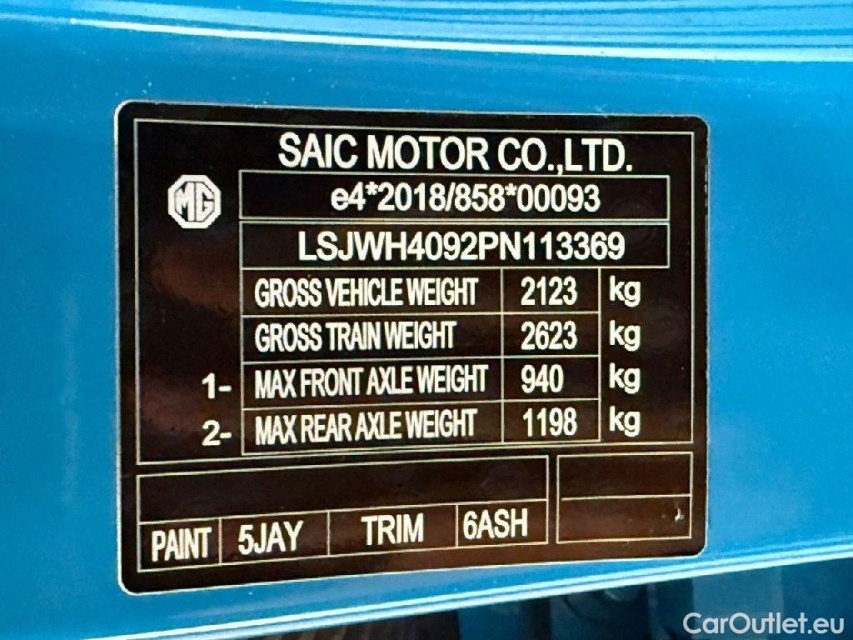 SAIC MOTOR CO.,LTD.
MG
e4*2018/858*00093
LSJWH4092PN113369
GROSS VEHICLE WEIGHT 2123 kg
GROSS TRAIN WEIGHT 2623 kg
1- MAX FRONT AXLE WEIGHT 940 kg
2- MAX REAR AXLE WEIGHT 1198 kg
PAINT 5JAY TRIM 6ASH
CarOutlet.eu